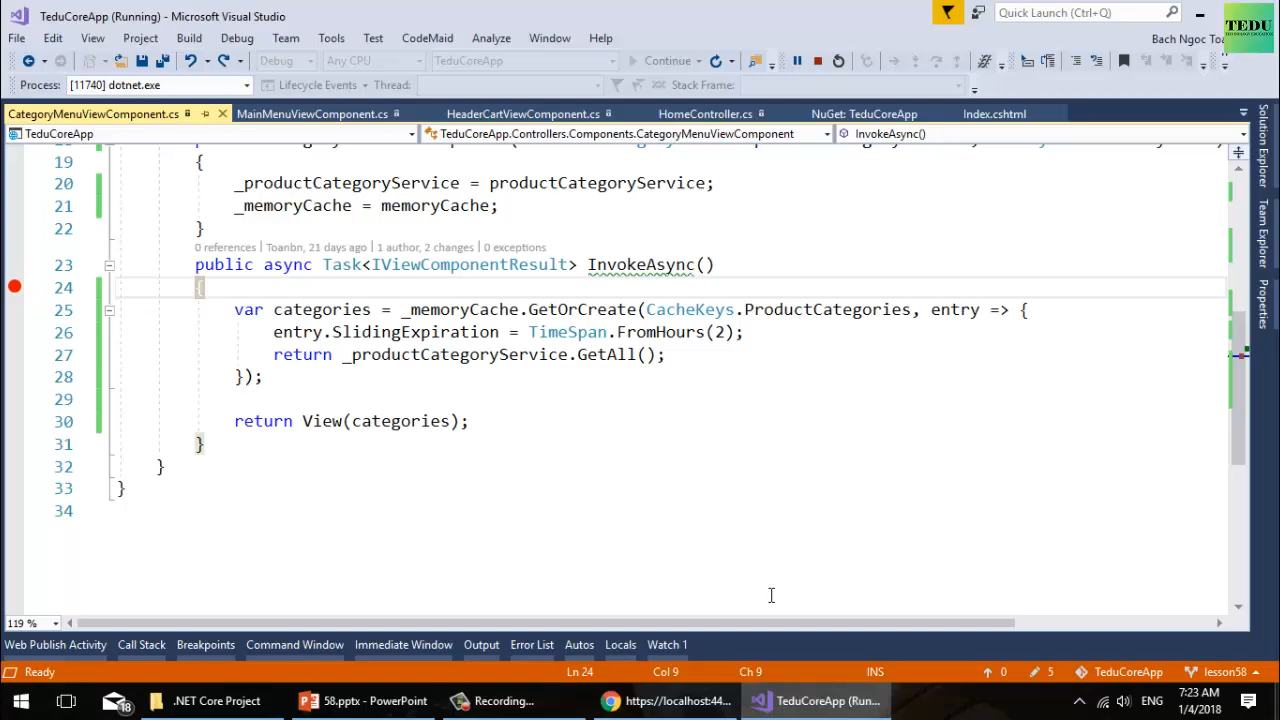 TeduCoreApp (Running) - Microsoft Visual Studio
Quick Launch (Ctrl+Q)
TEDU
File Edit View Project Build Debug Team Tools Test CodeMaid Analyze Window Help
Bach Ngoc Toa
Debug Any CPU TeduCoreApp Continue
Process: [11740] dotnet.exe Lifecycle Events Thread: Stack Frame:
CategoryMenuViewComponent.cs MainMenuViewComponent.cs HeaderCartViewComponent.cs HomeController.cs NuGet: TeduCoreApp Index.cshtml
TeduCoreApp TeduCoreApp.Controllers.Components.CategoryMenuViewComponent InvokeAsync()
19 {
20 _productCategoryService = productCategoryService;
21 _memoryCache = memoryCache;
22 }
0 references | Toanbn, 21 days ago | 1 author, 2 changes | 0 exceptions
23 public async Task<IViewComponentResult> InvokeAsync()
24 {
25 var categories = _memoryCache.GetOrCreate(CacheKeys.ProductCategories, entry => {
26 entry.SlidingExpiration = TimeSpan.FromHours(2);
27 return _productCategoryService.GetAll();
28 });
29
30 return View(categories);
31 }
32 }
33 }
34
Solution Explorer
Team Explorer
Properties
119 %
Web Publish Activity Call Stack Breakpoints Command Window Immediate Window Output Error List Autos Locals Watch 1
Ready Ln 24 Col 9 Ch 9 INS 0 5 TeduCoreApp lesson58
18 .NET Core Project 58.pptx - PowerPoint Recording... https://localhost:44... TeduCoreApp (Run... ENG
7:23 AM
1/4/2018